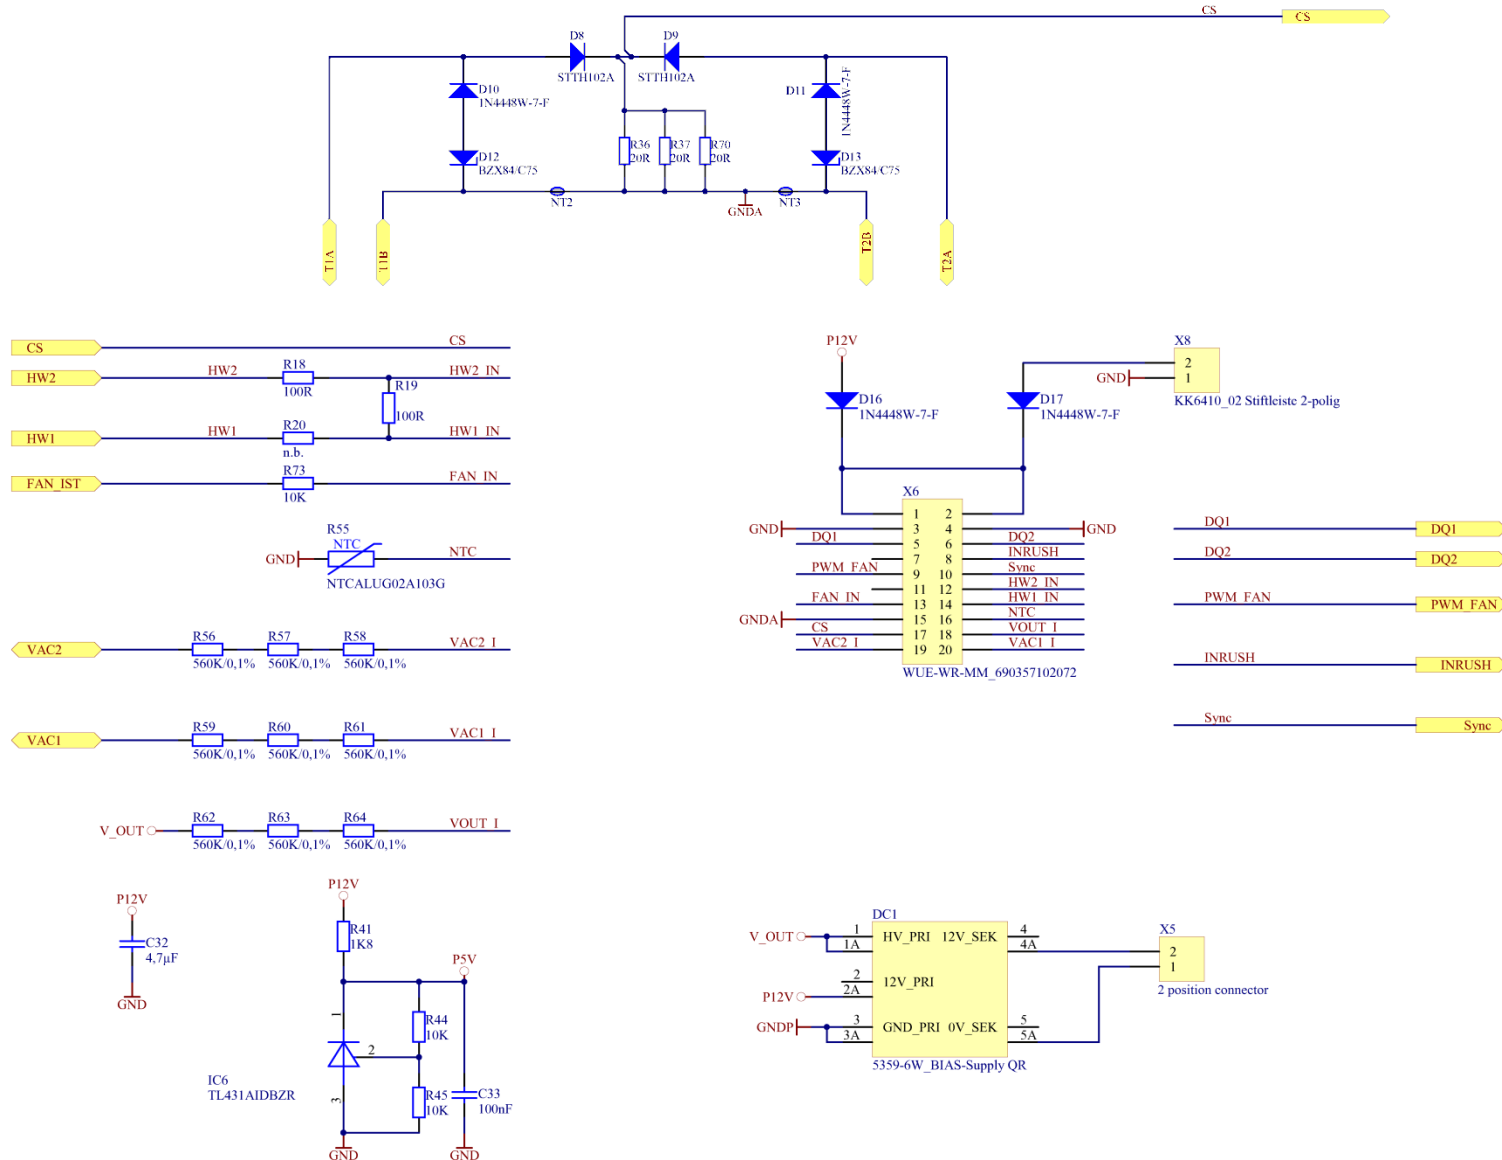 CS
CS
D8
D9
STTH102A
STTH102A
D10
1N4448W-7-F
D11
1N4448W-7-F
R36
20R
R37
20R
R70
20R
D12
BZX84/C75
D13
BZX84/C75
NT2
GNDA
NT3
T1A
T1B
T2B
T2A
CS
CS
HW2
HW2
R18
100R
HW2_IN
R19
100R
HW1
HW1
R20
n.b.
HW1_IN
FAN_IST
R73
10K
FAN_IN
R55
NTC
GND
NTC
NTCALUG02A103G
VAC2
R56
R57
R58
VAC2_I
560K/0,1%
560K/0,1%
560K/0,1%
VAC1
R59
R60
R61
VAC1_I
560K/0,1%
560K/0,1%
560K/0,1%
V_OUT
R62
R63
R64
VOUT_I
560K/0,1%
560K/0,1%
560K/0,1%
P12V
D16
1N4448W-7-F
D17
1N4448W-7-F
X8
2
1
GND
KK6410_02 Stiftleiste 2-polig
X6
1 2
GND 3 4 GND
DQ1 5 6 DQ2
7 8 INRUSH
PWM_FAN 9 10 Sync
11 12 HW2_IN
FAN_IN 13 14 HW1_IN
GNDA 15 16 NTC
CS 17 18 VOUT_I
VAC2_I 19 20 VAC1_I
WUE-WR-MM_690357102072
DQ1 DQ1
DQ2 DQ2
PWM_FAN PWM_FAN
INRUSH INRUSH
Sync Sync
P12V
C32
4,7µF
GND
P12V
R41
1K8
P5V
1
R44
10K
2
IC6
TL431AIDBZR
3
R45
10K
C33
100nF
GND
GND
DC1
V_OUT 1 HV_PRI 12V_SEK 4
1A 4A
2 12V_PRI
P12V 2A
GNDP 3 GND_PRI 0V_SEK 5
3A 5A
5359-6W_BIAS-Supply QR
X5
2
1
2 position connector